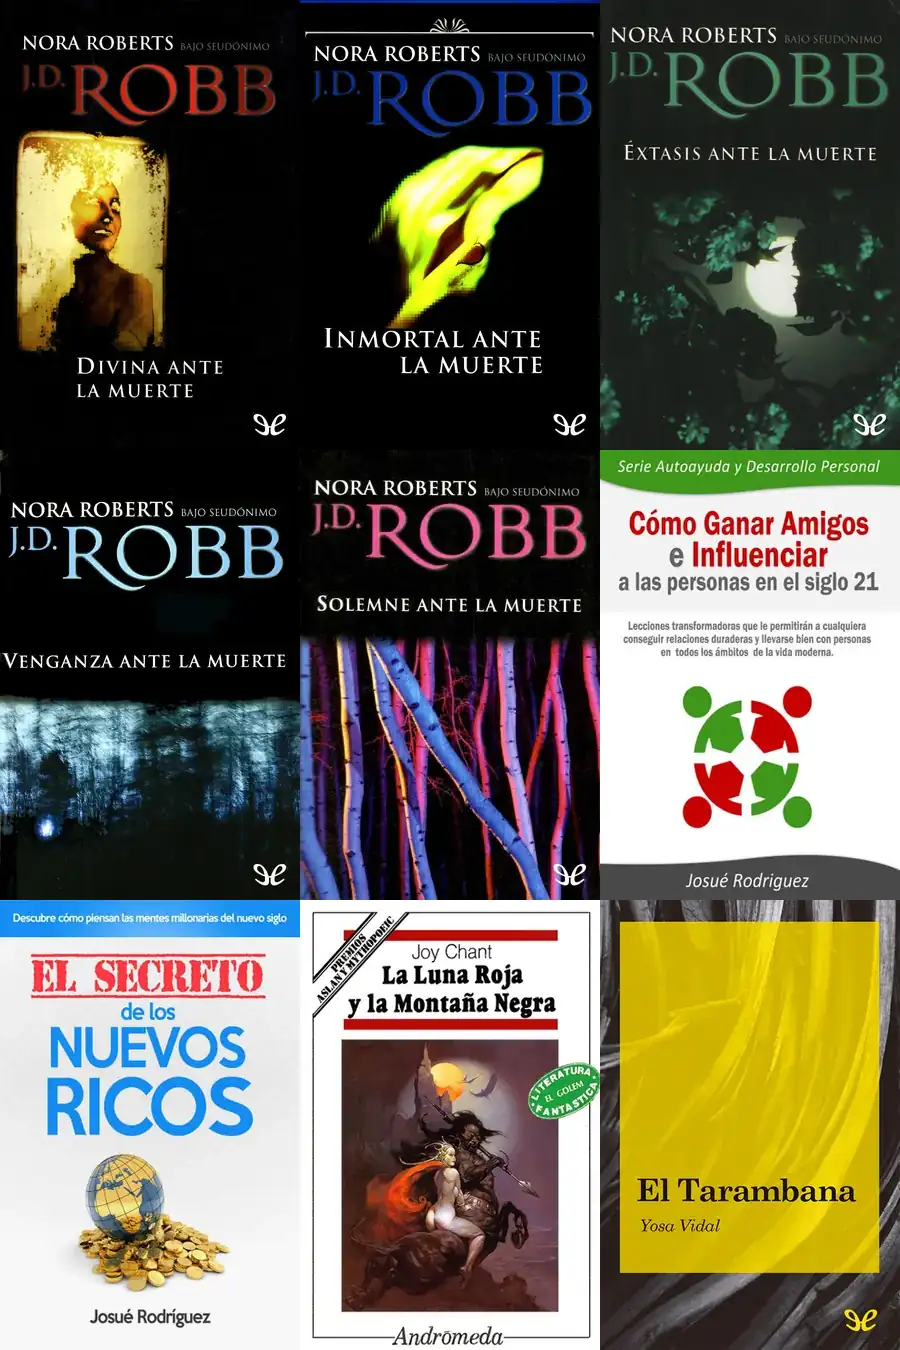 NORA ROBERTS BAJO SEUDÓNIMO
J.D. ROBB
DIVINA ANTE
LA MUERTE
NORA ROBERTS BAJO SEUDÓNIMO
J.D. ROBB
INMORTAL ANTE
LA MUERTE
NORA ROBERTS BAJO SEUDÓNIMO
J.D. ROBB
ÉXTASIS ANTE LA MUERTE
NORA ROBERTS BAJO SEUDÓNIMO
J.D. ROBB
VENGANZA ANTE LA MUERTE
NORA ROBERTS BAJO SEUDÓNIMO
J.D. ROBB
SOLEMNE ANTE LA MUERTE
Serie Autoayuda y Desarrollo Personal
Cómo Ganar Amigos
e Influenciar
a las personas en el siglo 21
Lecciones transformadoras que le permitirán a cualquiera
conseguir relaciones duraderas y llevarse bien con personas
en todos los ámbitos de la vida moderna.
Josué Rodriguez
Descubre cómo piensan las mentes millonarias del nuevo siglo
EL SECRETO
de los
NUEVOS
RICOS
Josué Rodríguez
PREMIOS
ASLAN Y MYTHOPOEIC
Joy Chant
La Luna Roja
y la Montaña Negra
LITERATURA
EL GOLEM
FANTASTICA
Andrómeda
El Tarambana
Yosa Vidal